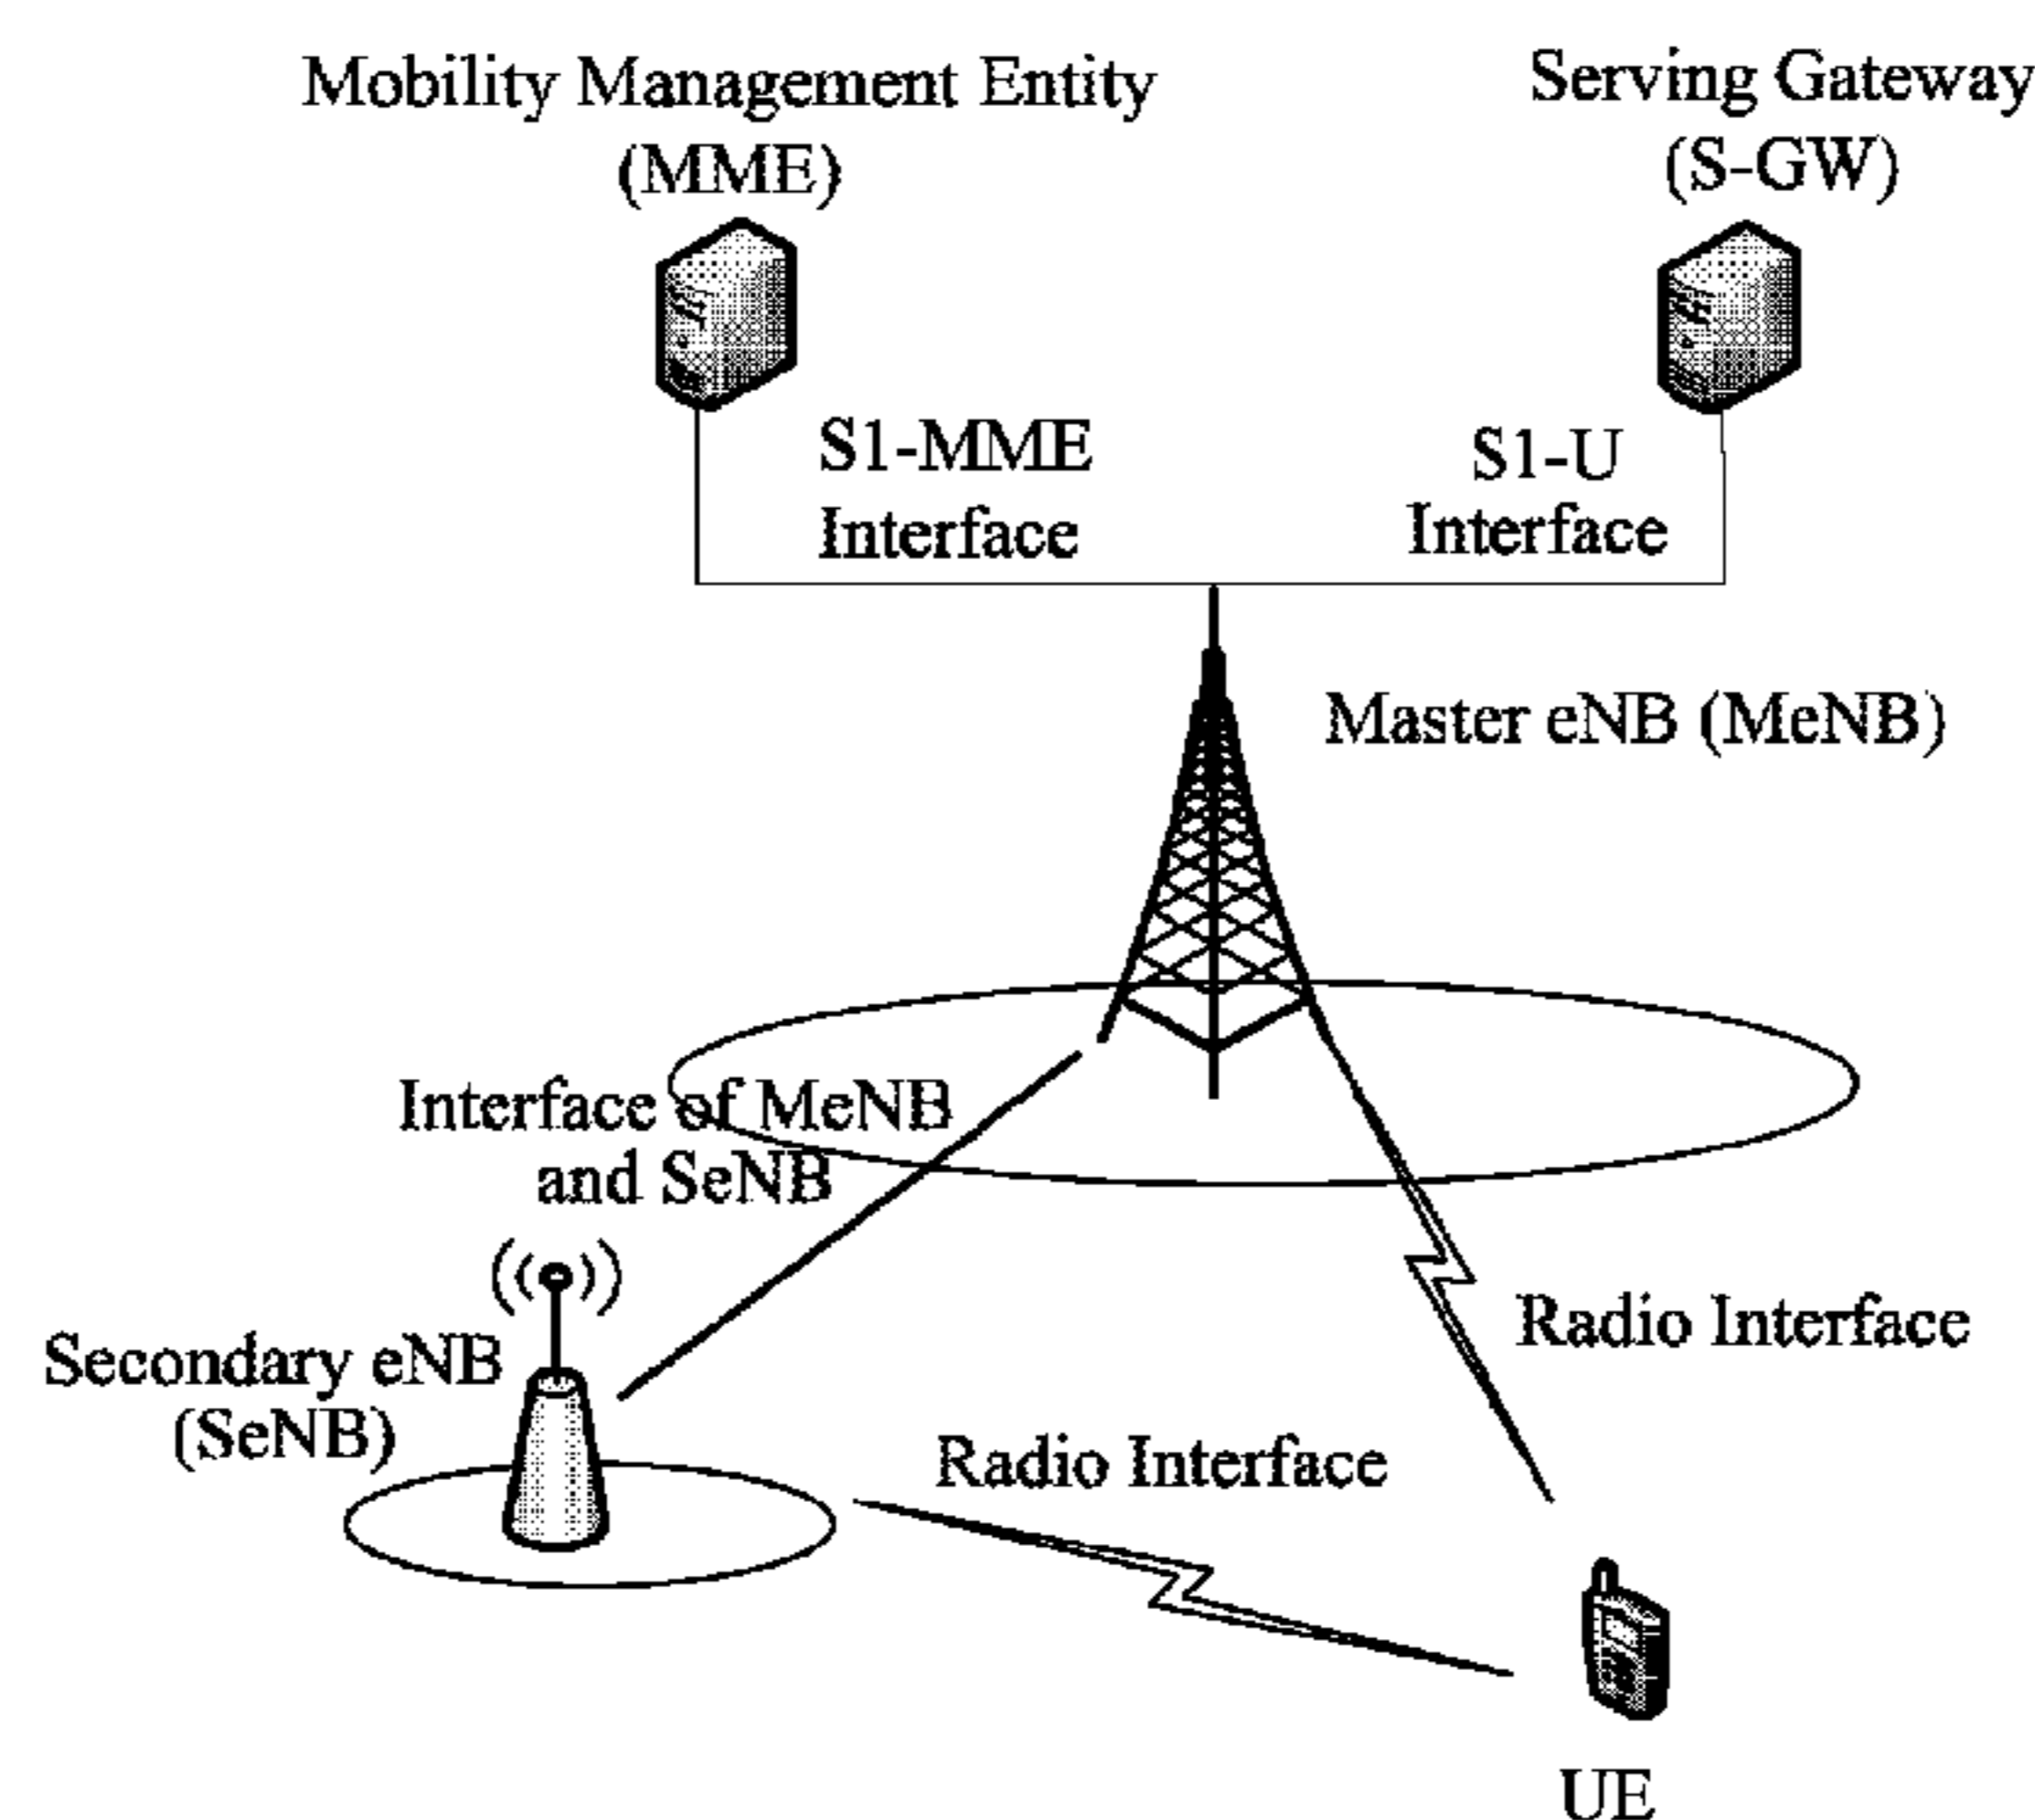 Mobility Management Entity
(MME)
Serving Gateway
(S-GW)
S1-MME
Interface
S1-U
Interface
Master eNB (MeNB)
Interface of MeNB
and SeNB
Secondary eNB
(SeNB)
Radio Interface
Radio Interface
UE